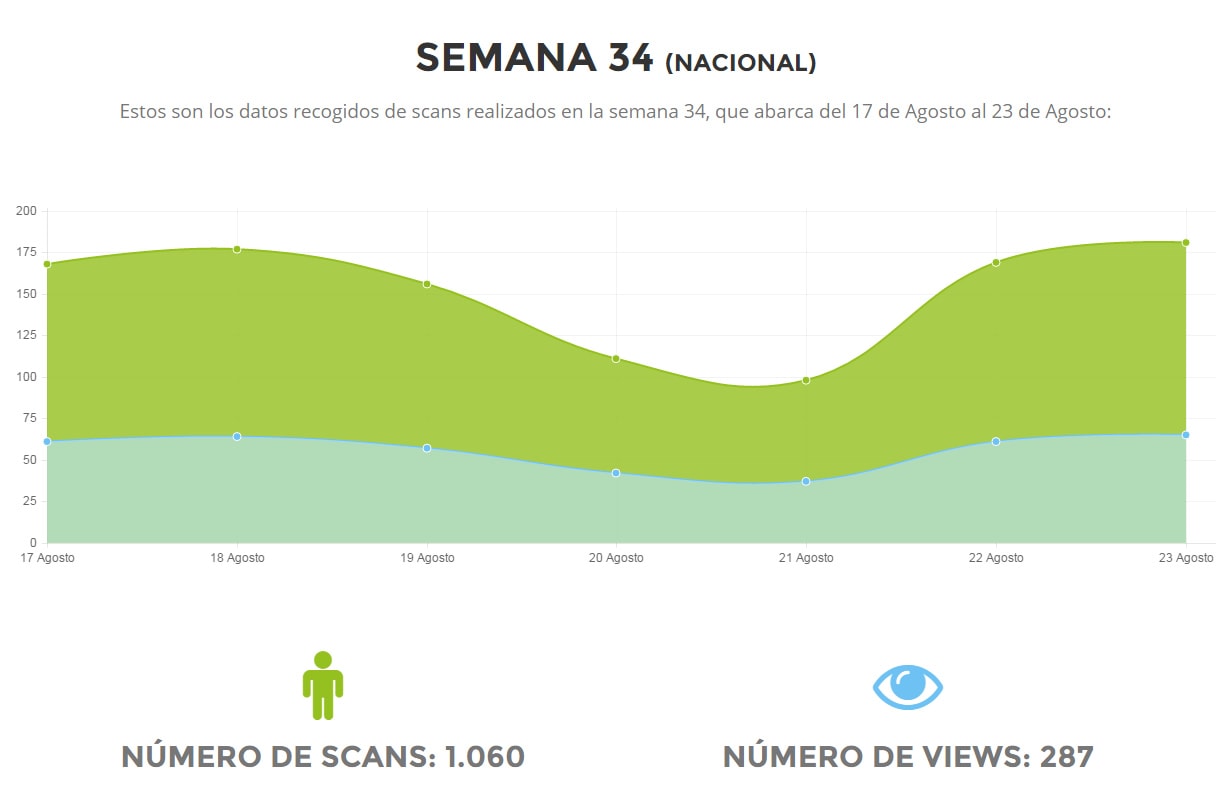 SEMANA 34 (NACIONAL)
Estos son los datos recogidos de scans realizados en la semana 34, que abarca del 17 de Agosto al 23 de Agosto:
200
175
150
125
100
75
50
25
0
17 Agosto 18 Agosto 19 Agosto 20 Agosto 21 Agosto 22 Agosto 23 Agosto
NÚMERO DE SCANS: 1.060 NÚMERO DE VIEWS: 287